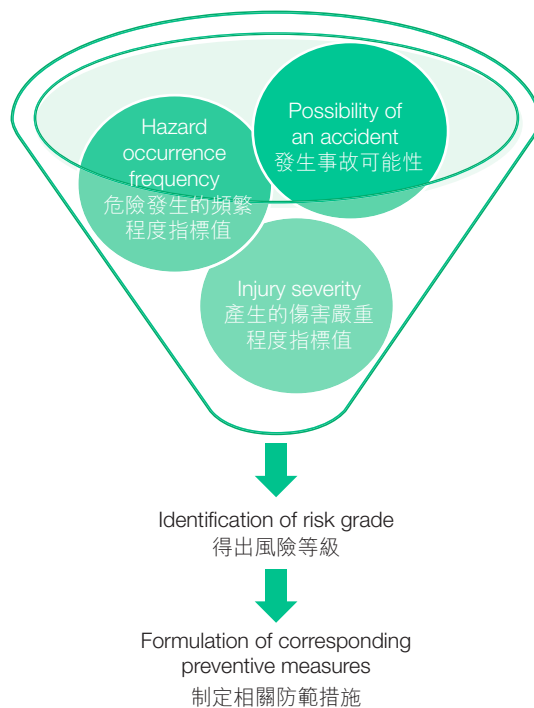 Hazard
occurrence
frequency
危險發生的頻繁
程度指標值
Possibility of
an accident
發生事故可能性
Injury severity
產生的傷害嚴重
程度指標值
Identification of risk grade
得出風險等級
Formulation of corresponding
preventive measures
制定相關防範措施